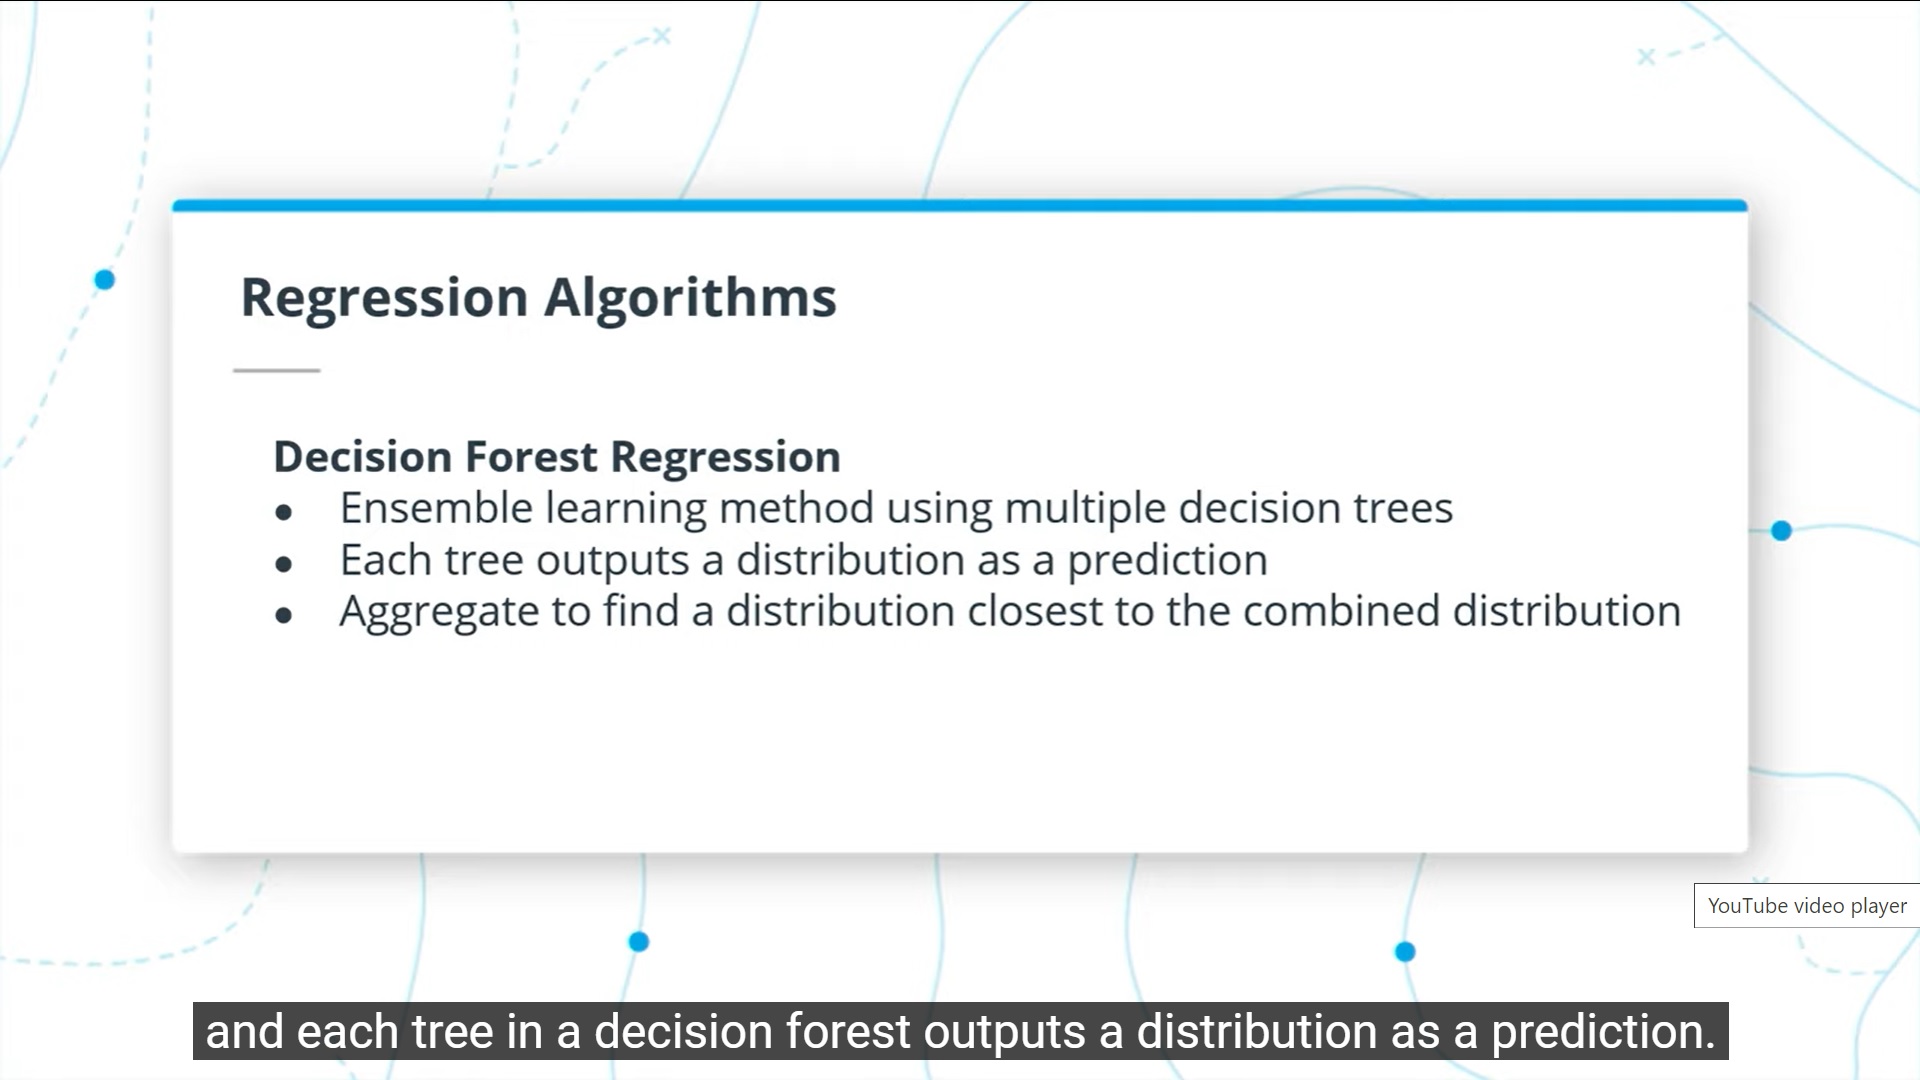 Regression Algorithms
Decision Forest Regression
● Ensemble learning method using multiple decision trees
● Each tree outputs a distribution as a prediction
● Aggregate to find a distribution closest to the combined distribution
YouTube video player
and each tree in a decision forest outputs a distribution as a prediction.